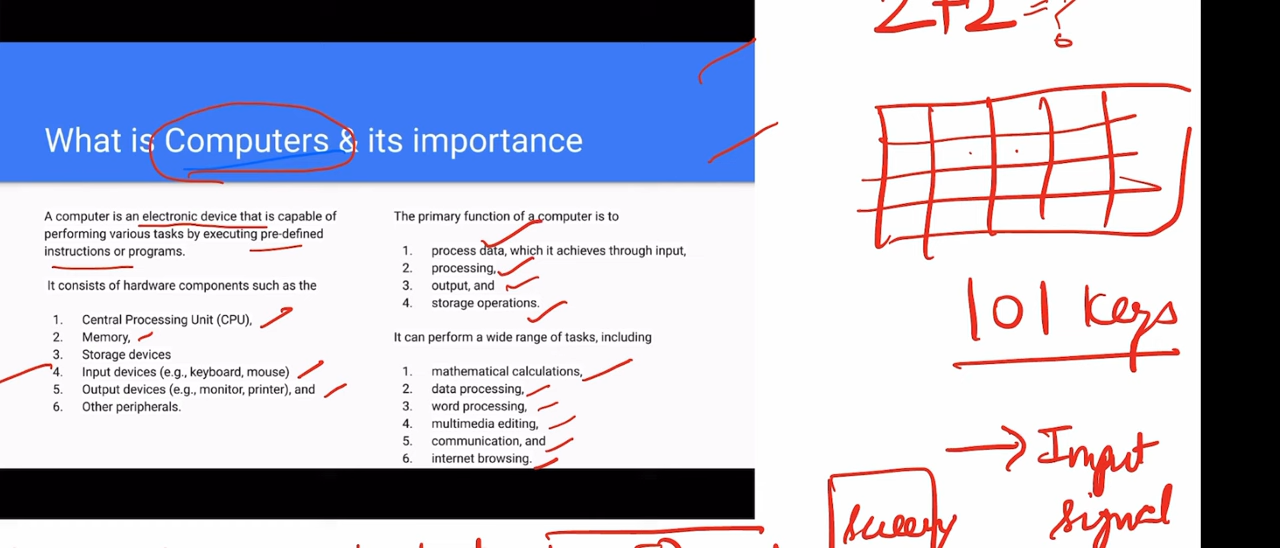 2+2 = ?
6
What is Computers & its importance
A computer is an electronic device that is capable of
performing various tasks by executing pre-defined
instructions or programs.
It consists of hardware components such as the
1. Central Processing Unit (CPU),
2. Memory,
3. Storage devices
4. Input devices (e.g., keyboard, mouse)
5. Output devices (e.g., monitor, printer), and
6. Other peripherals.
The primary function of a computer is to
1. process data, which it achieves through input,
2. processing,
3. output, and
4. storage operations.
It can perform a wide range of tasks, including
1. mathematical calculations,
2. data processing,
3. word processing,
4. multimedia editing,
5. communication, and
6. internet browsing.
101 Keys
Input
signal